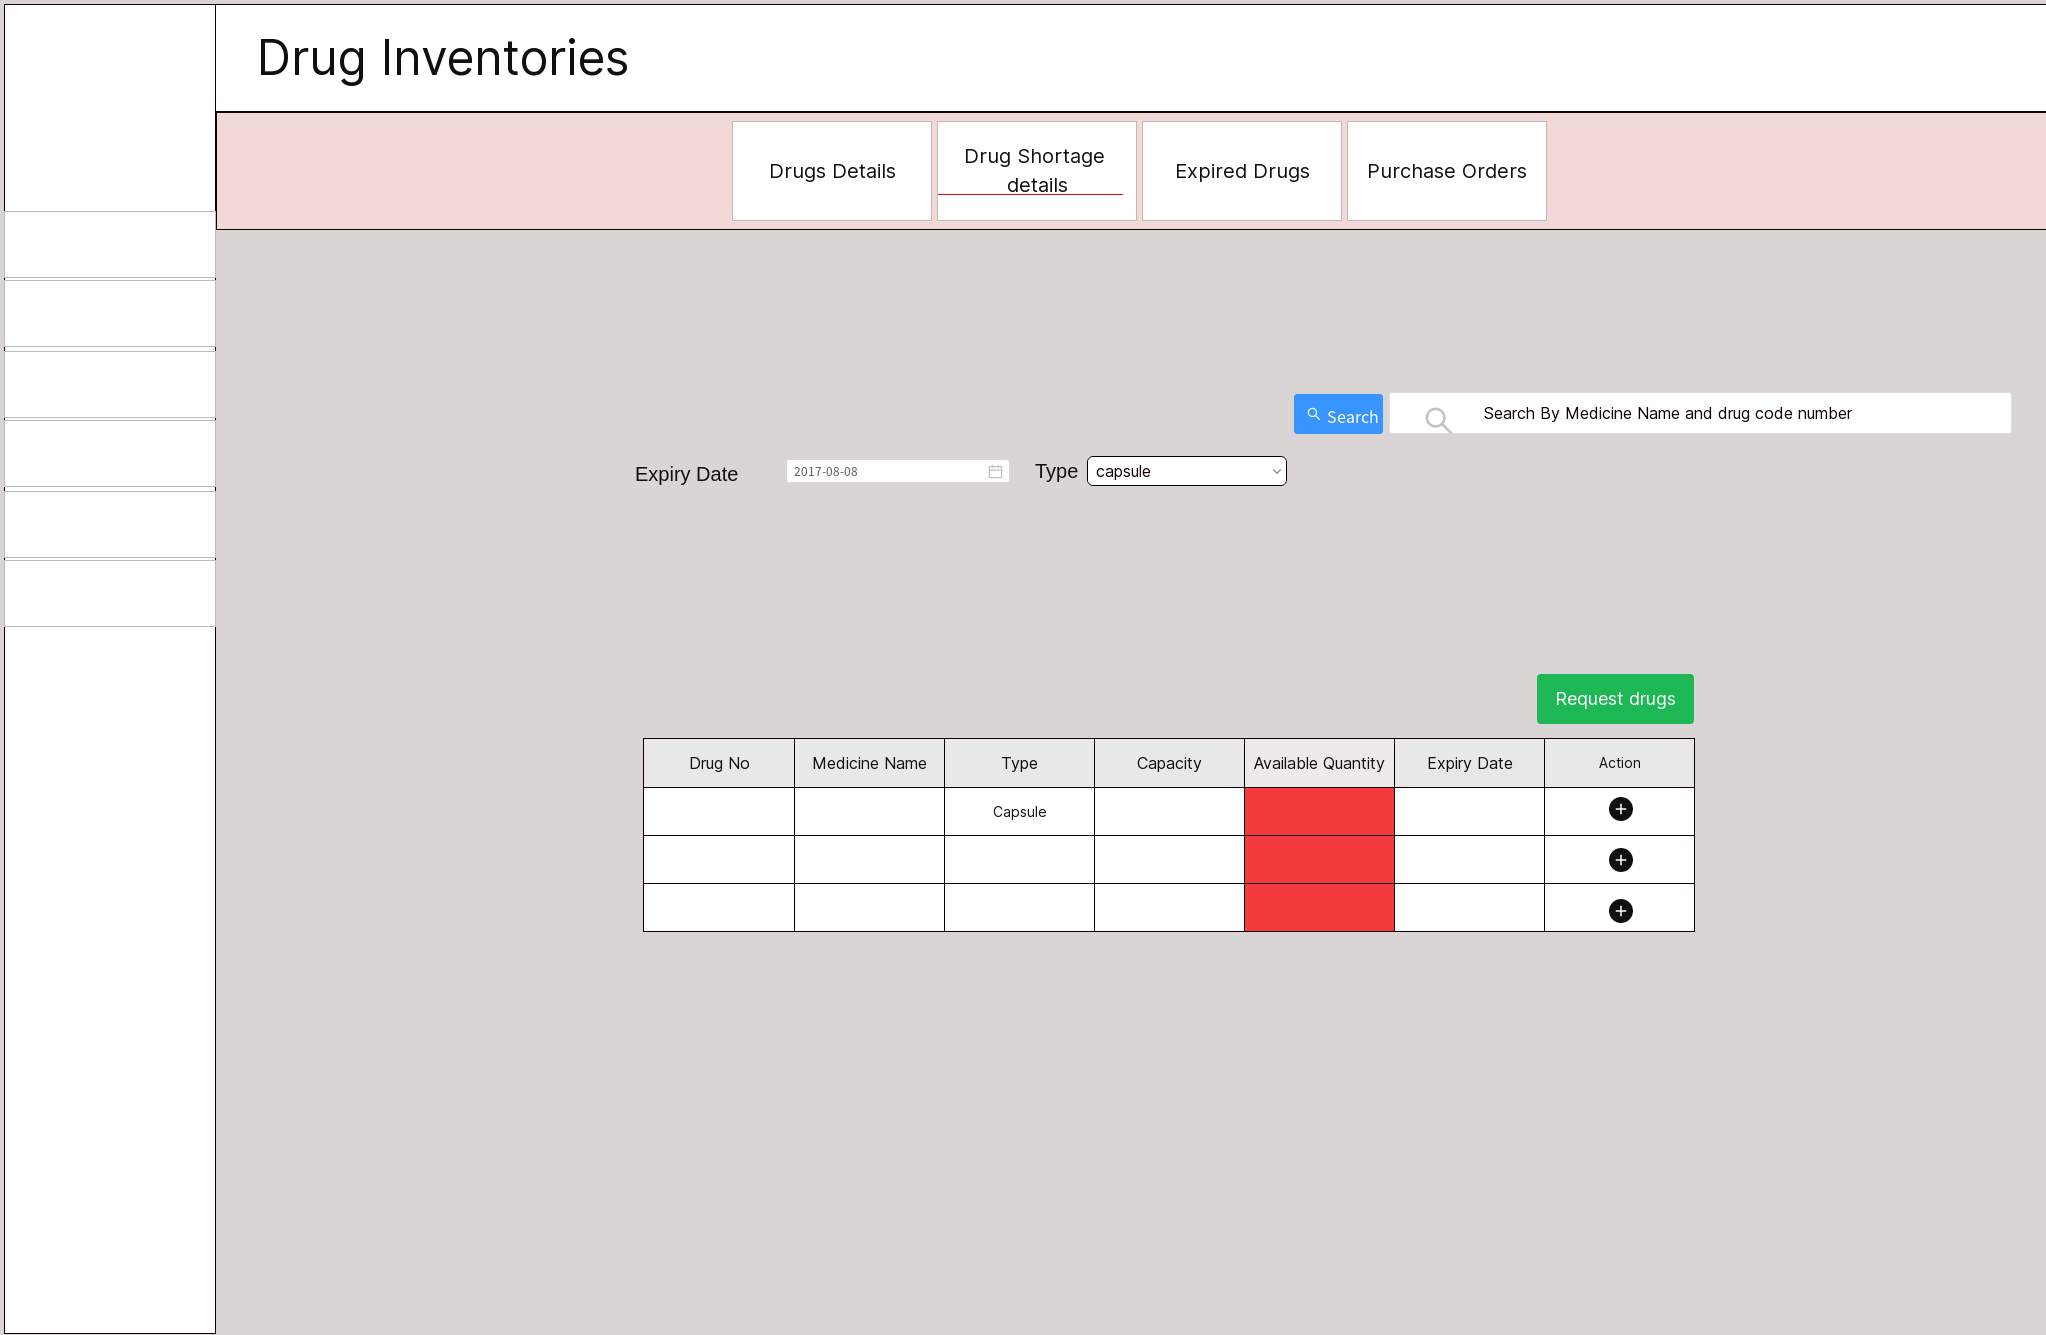 Drug Inventories
Drugs Details
Drug Shortage
details
Expired Drugs
Purchase Orders
Search
Search By Medicine Name and drug code number
Expiry Date
2017-08-08
Type
capsule
Request drugs
Drug No
Medicine Name
Type
Capacity
Available Quantity
Expiry Date
Action
Capsule